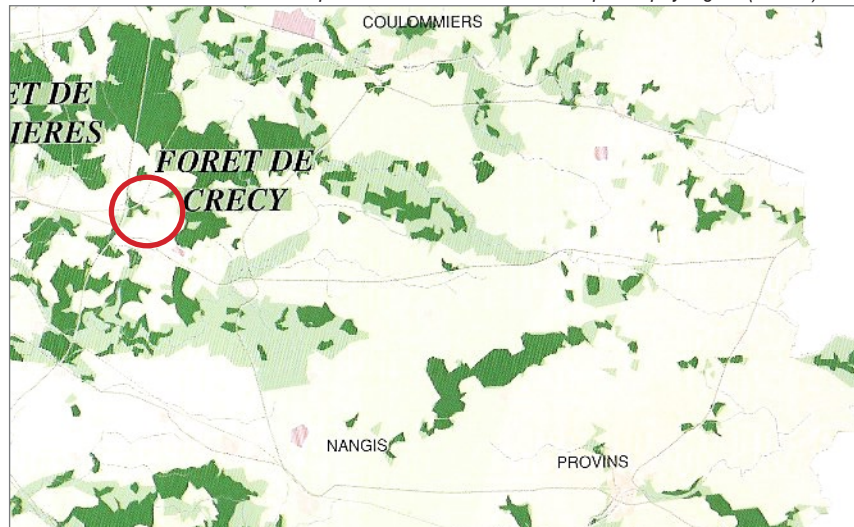 COULOMMIERS
ET DE
IERES
FORET DE
CRECY
NANGIS
PROVINS